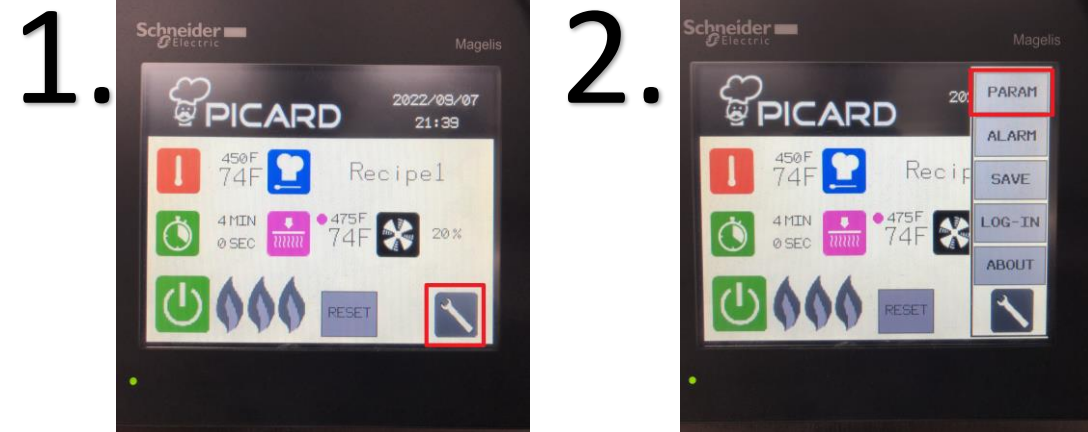 1.
Schneider
Electric
Magelis
PICARD
2022/09/07
21:39
450F
74F
Recipe1
4 MIN
0 SEC
475F
74F
20%
RESET
2.
Schneider
Electric
Magelis
PICARD
202
PARAM
ALARM
450F
74F
Recip
SAVE
4 MIN
0 SEC
475F
74F
LOG-IN
ABOUT
RESET